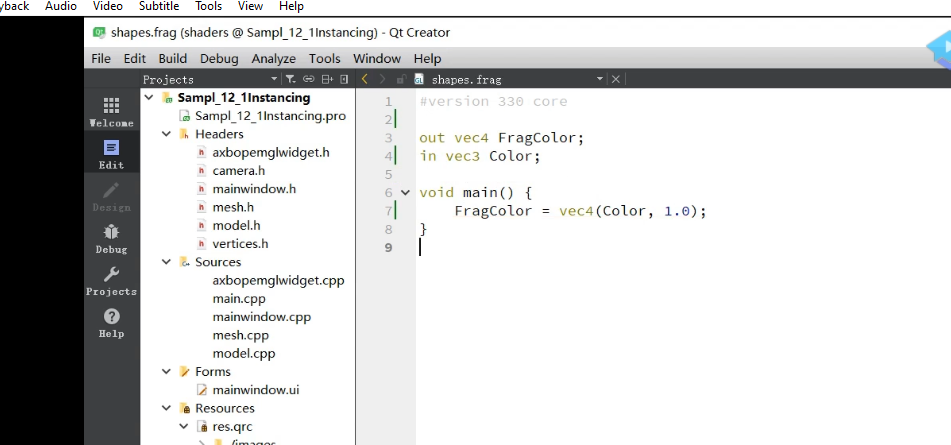 yback Audio Video Subtitle Tools View Help
shapes.frag (shaders @ Sampl_12_1Instancing) - Qt Creator
File Edit Build Debug Analyze Tools Window Help
Projects
shapes.frag
Welcome
Edit
Design
Debug
Projects
Help
Sampl_12_1Instancing
Sampl_12_1Instancing.pro
Headers
axbopemglwidget.h
camera.h
mainwindow.h
mesh.h
model.h
vertices.h
Sources
axbopemglwidget.cpp
main.cpp
mainwindow.cpp
mesh.cpp
model.cpp
Forms
mainwindow.ui
Resources
res.qrc
/images
1 #version 330 core
2
3 out vec4 FragColor;
4 in vec3 Color;
5
6 void main() {
7 FragColor = vec4(Color, 1.0);
8 }
9